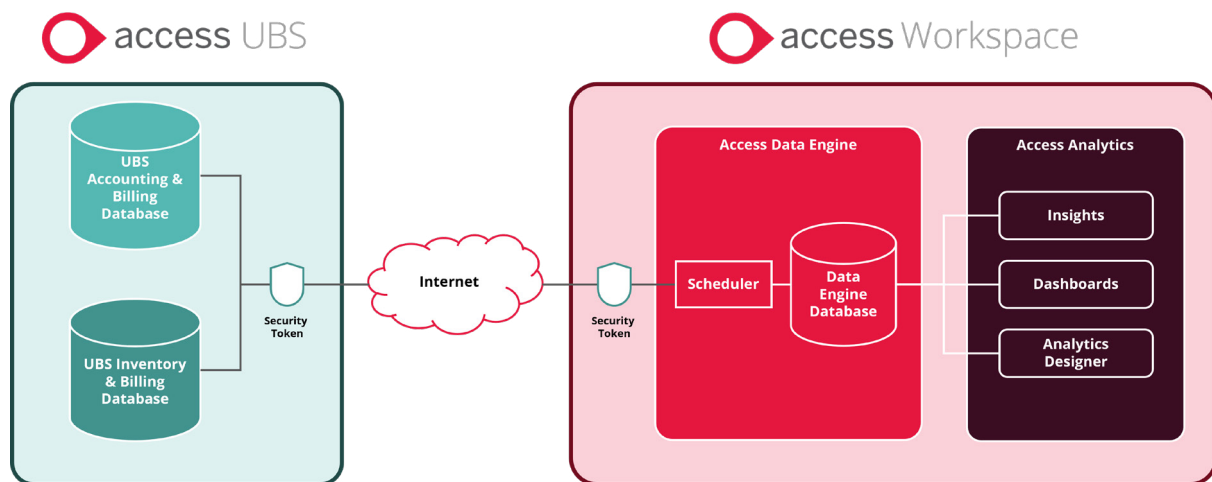 access UBS
access Workspace
UBS
Accounting &
Billing
Database
UBS Inventory
& Billing
Database
Security
Token
Internet
Security
Token
Access Data Engine
Scheduler
Data
Engine
Database
Access Analytics
Insights
Dashboards
Analytics
Designer